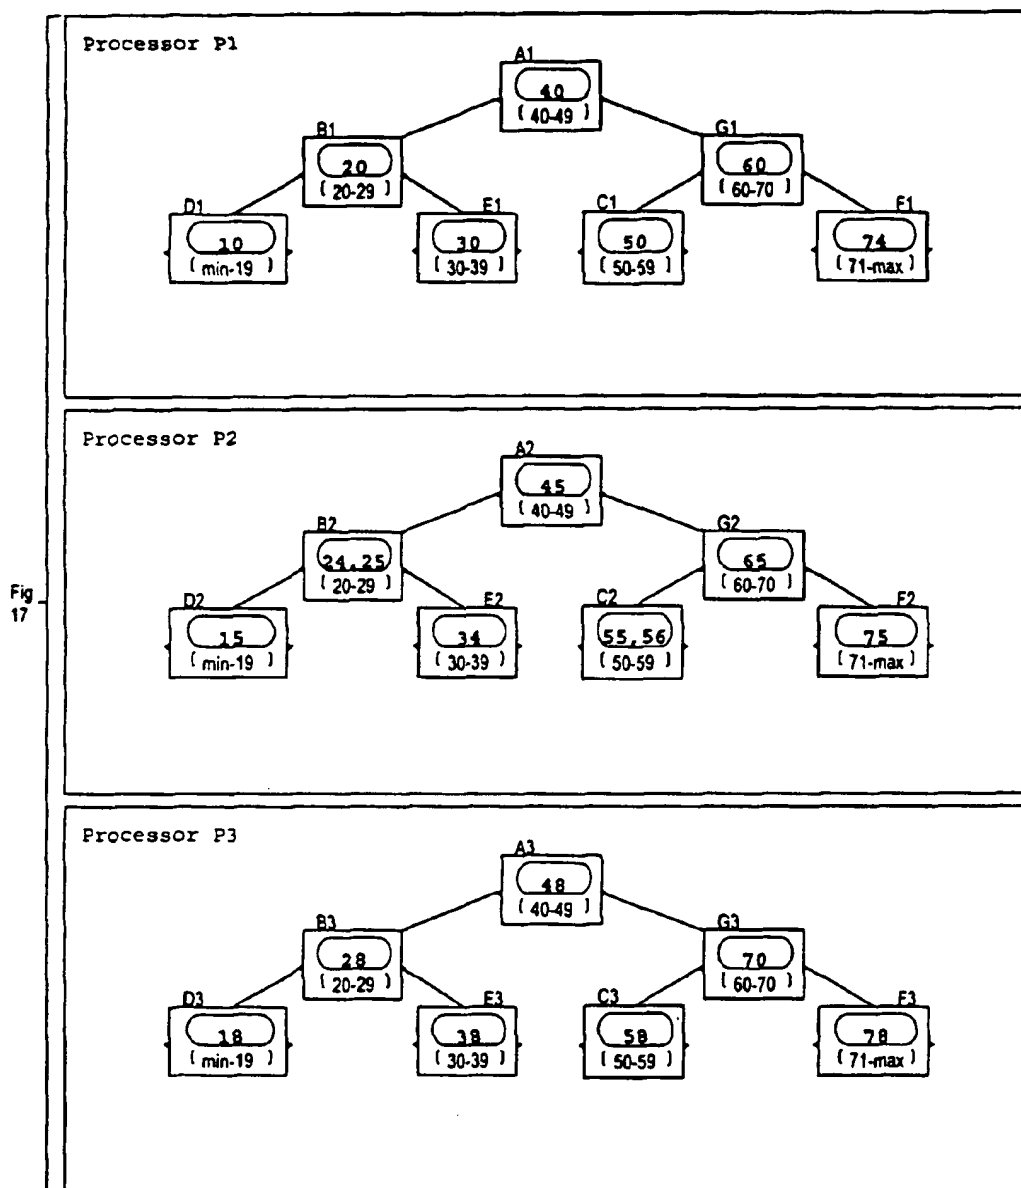 Processor P1
A1
40
( 40-49 )
B1
20
( 20-29 )
G1
60
( 60-70 )
D1
10
( min-19 )
E1
30
( 30-39 )
C1
50
( 50-59 )
F1
74
( 71-max )
Processor P2
A2
45
( 40-49 )
B2
24,25
( 20-29 )
G2
65
( 60-70 )
Fig
17
D2
15
( min-19 )
E2
34
( 30-39 )
C2
55,56
( 50-59 )
F2
75
( 71-max )
Processor P3
A3
48
( 40-49 )
B3
28
( 20-29 )
G3
70
( 60-70 )
D3
18
( min-19 )
E3
38
( 30-39 )
C3
58
( 50-59 )
F3
78
( 71-max )